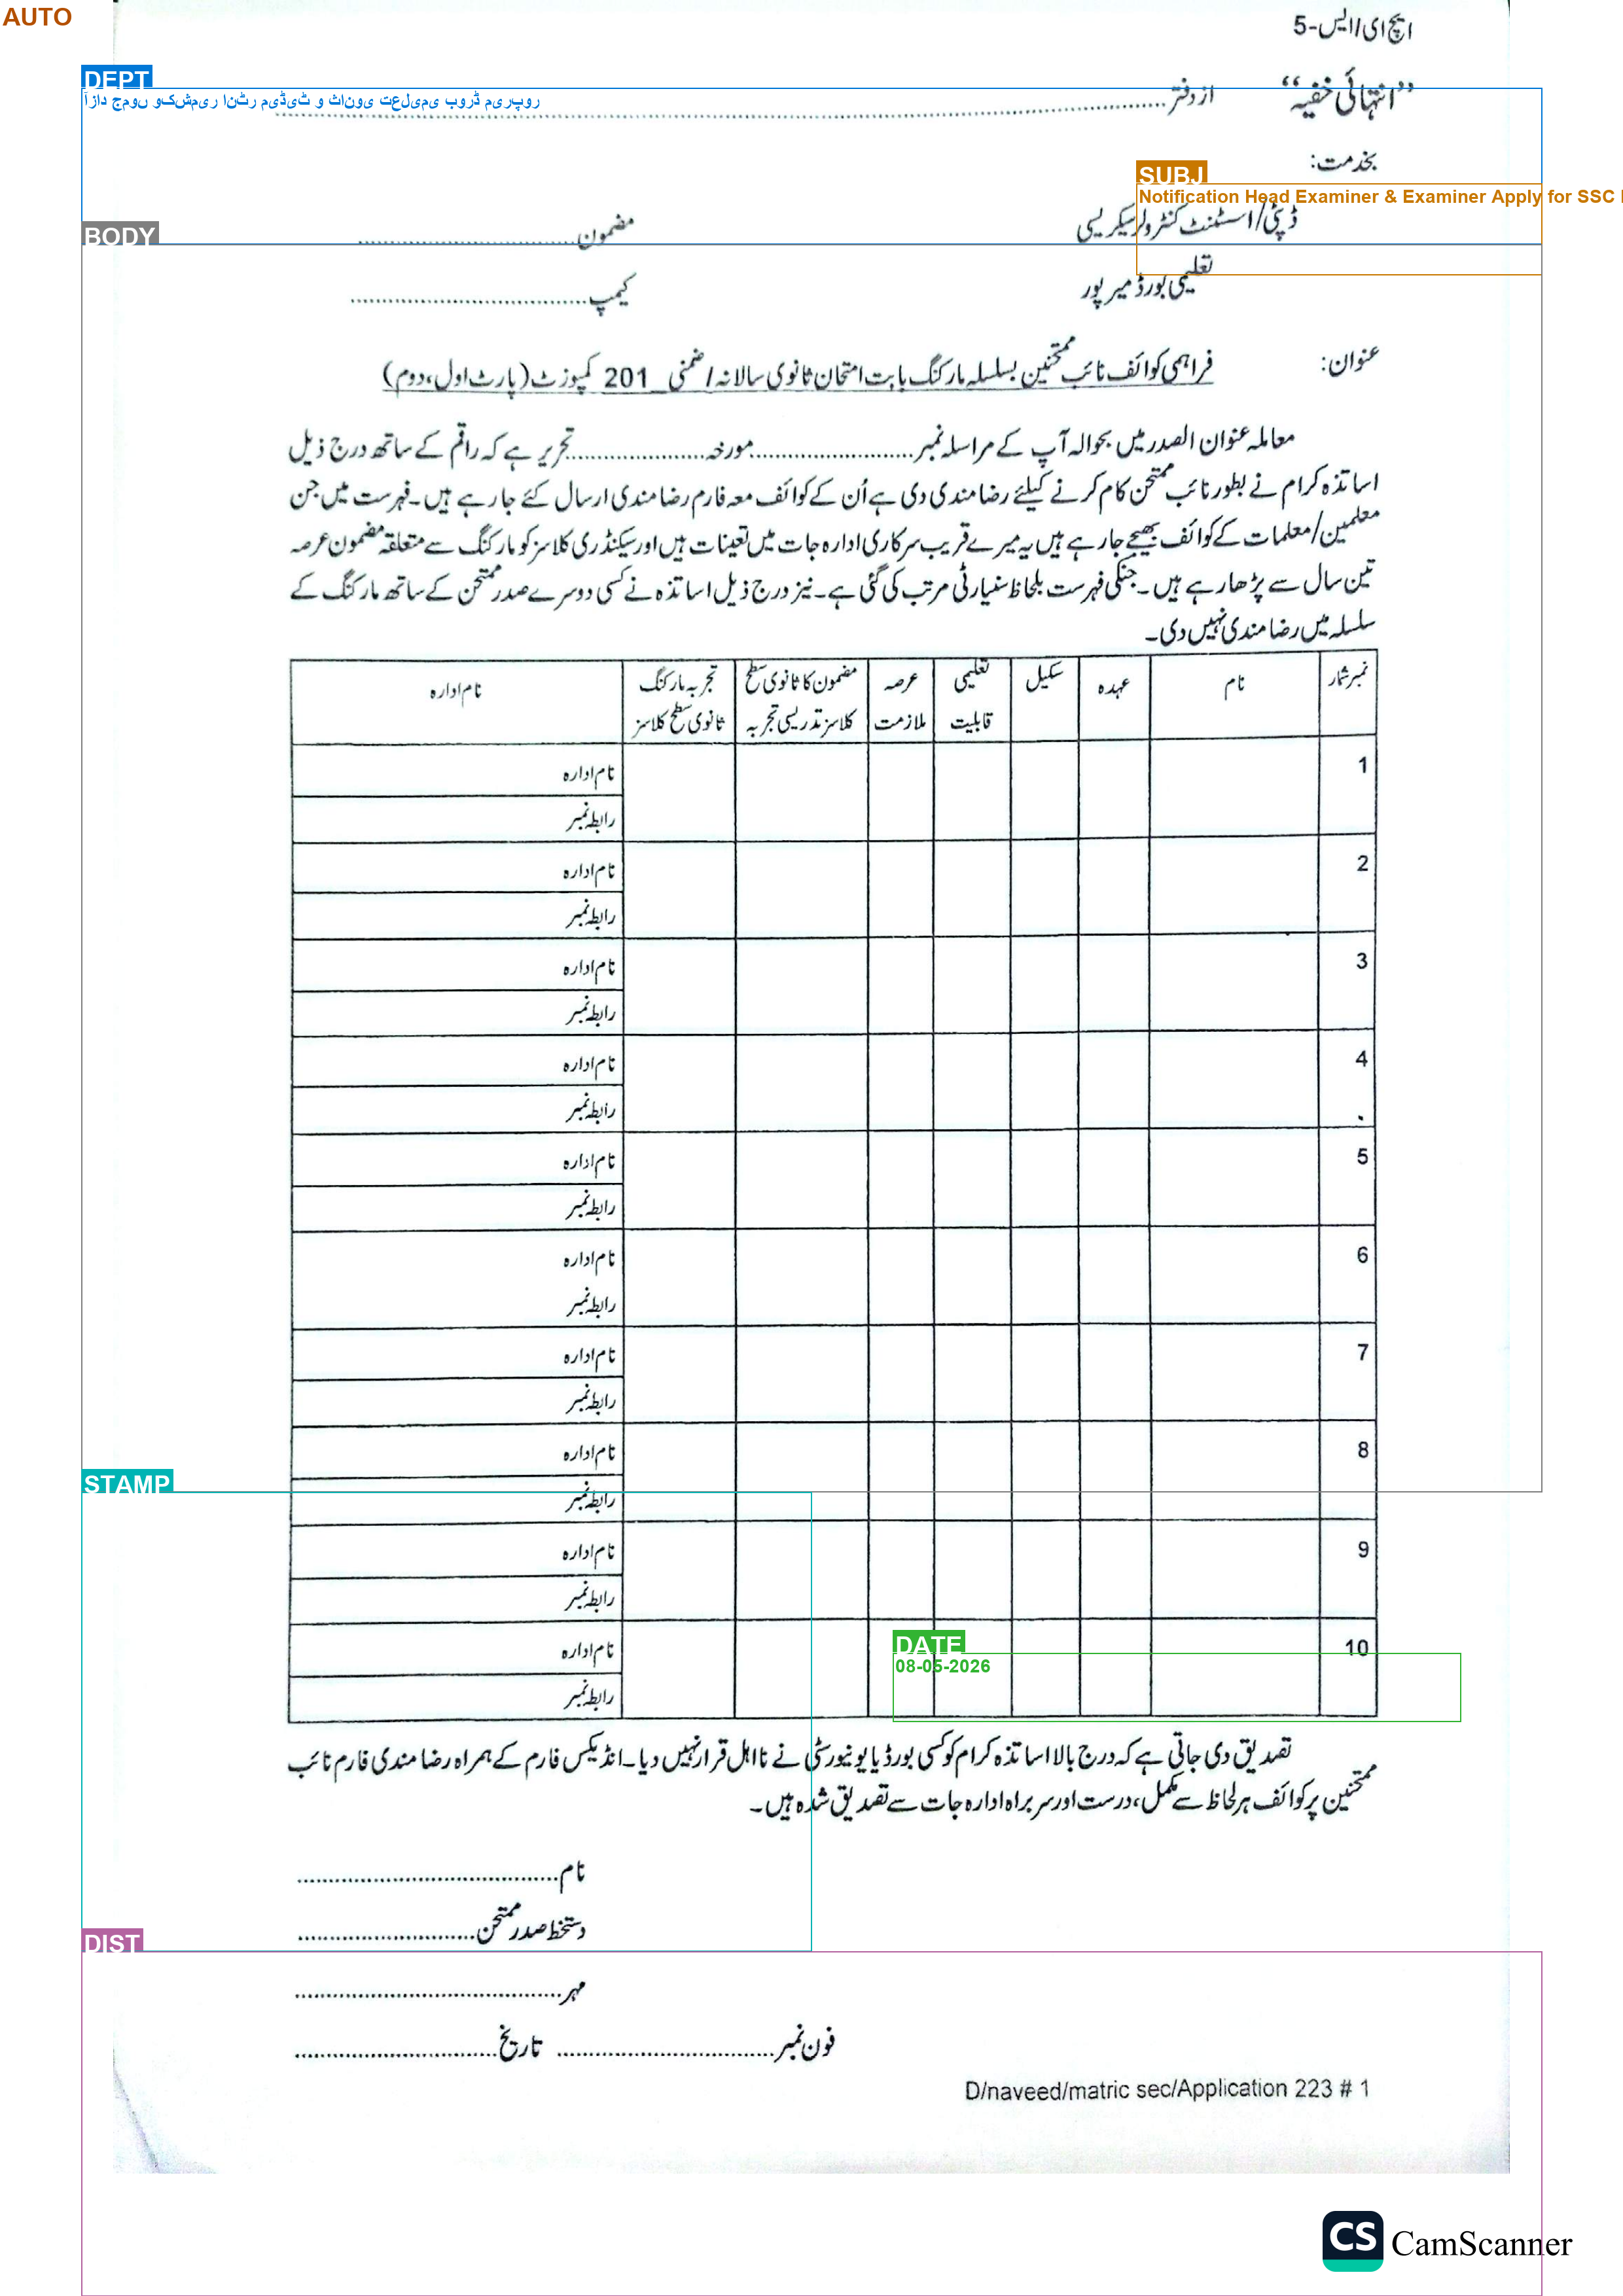 AUTO
ایچ ای/ایس-5
DEPT
آزاد جموں وکشمیر انٹر میڈیٹ و ثانوی تعلیمی بورڈ میرپور
”انتہائی خفیہ“
از دفتر
بخدمت:
SUBJ
Notification Head Examiner & Examiner Apply for SSC
ڈپٹی/اسسٹنٹ کنٹرولر سیکریسی
مضمون
BODY
تعلیمی بورڈ میرپور
کیمپ
عنوان: فراہمی کوائف نائب ممتحنین بسلسلہ مارکنگ بابت امتحان ثانوی سالانہ/ضمنی 201_ کمپوزٹ (پارٹ اول، دوم)
معاملہ عنوان الصدر میں بحوالہ آپ کے مراسلہ نمبر.........مورخہ.........تحریر ہے کہ راقم کے ساتھ درج ذیل
اساتذہ کرام نے بطور نائب ممتحن کام کرنے کیلئے رضامندی دی ہے اُن کے کوائف معہ فارم رضامندی ارسال کئے جا رہے ہیں۔ فہرست میں جن
معلمین/معلمات کے کوائف بھیجے جا رہے ہیں یہ میرے قریب سرکاری ادارہ جات میں تعینات ہیں اور سیکنڈری کلاسز کو مارکنگ سے متعلقہ مضمون عرصہ
تین سال سے پڑھا رہے ہیں۔ جنکی فہرست بلحاظ سنیارٹی مرتب کی گئی ہے۔ نیز درج ذیل اساتذہ نے کسی دوسرے صدر ممتحن کے ساتھ مارکنگ کے
سلسلہ میں رضامندی نہیں دی۔
نمبر شمار نام عہدہ سکیل تعلیمی قابلیت عرصہ ملازمت مضمون کا ثانوی سطح کلاسز تدریسی تجربہ تجربہ مارکنگ ثانوی سطح کلاسز نام ادارہ
1 نام ادارہ
رابطہ نمبر
2 نام ادارہ
رابطہ نمبر
3 نام ادارہ
رابطہ نمبر
4 نام ادارہ
رابطہ نمبر
5 نام ادارہ
رابطہ نمبر
6 نام ادارہ
رابطہ نمبر
7 نام ادارہ
رابطہ نمبر
8 نام ادارہ
STAMP
رابطہ نمبر
9 نام ادارہ
رابطہ نمبر
10 نام ادارہ
DATE
08-05-2026
رابطہ نمبر
تصدیق دی جاتی ہے کہ درج بالا اساتذہ کرام کو کسی بورڈ یا یونیورسٹی نے نااہل قرار نہیں دیا۔ انڈیکس فارم کے ہمراہ رضامندی فارم نائب
ممتحنین پر کوائف ہر لحاظ سے مکمل، درست اور سربراہ ادارہ جات سے تصدیق شدہ ہیں۔
نام
دستخط صدر ممتحن
DIST
مہر
فون نمبر......... تاریخ.........
D/naveed/matric sec/Application 223 # 1
CS CamScanner